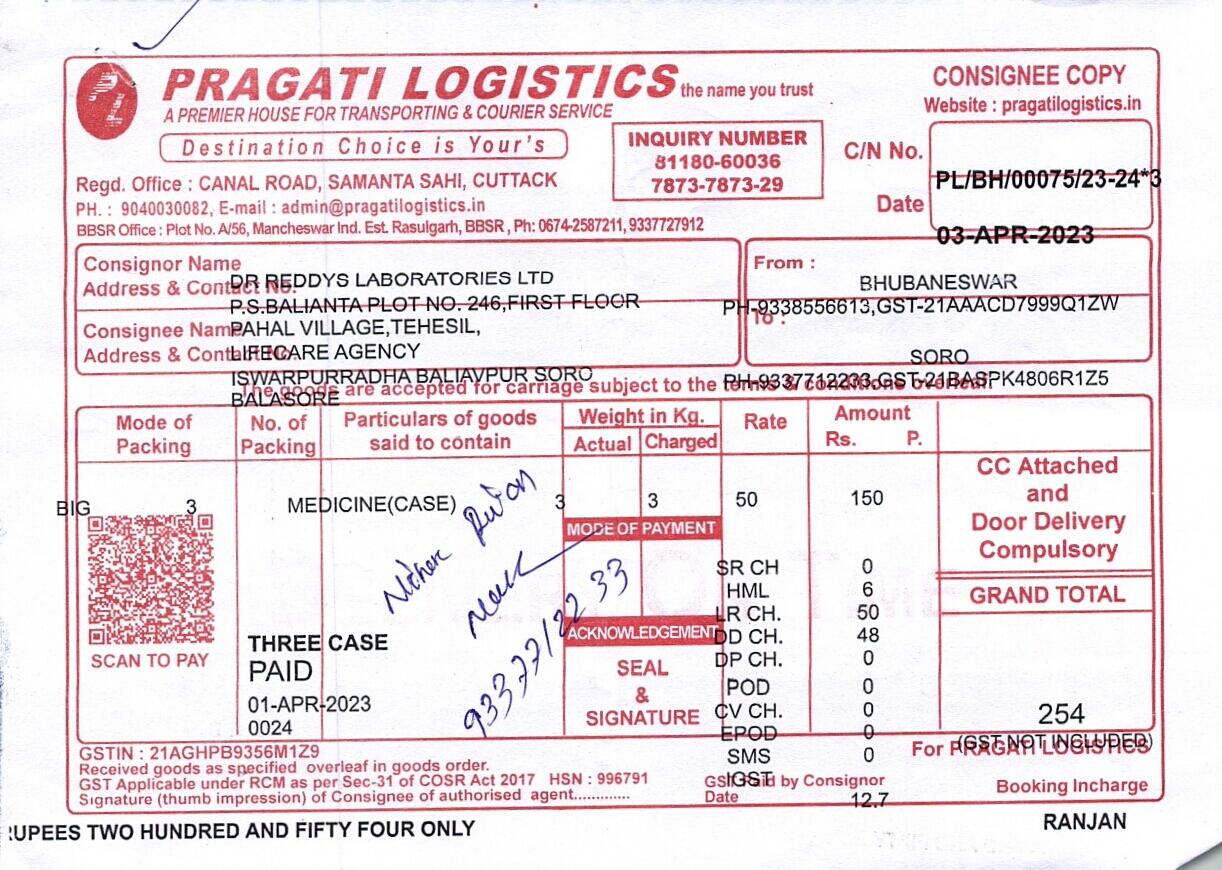 PRAGATI LOGISTICS the name you trust
A PREMIER HOUSE FOR TRANSPORTING & COURIER SERVICE
Destination Choice is Your's
CONSIGNEE COPY
Website : pragatilogistics.in
INQUIRY NUMBER
81180-60036
7873-7873-29
C/N No.
PL/BH/00075/23-24*3
Date
03-APR-2023
Regd. Office : CANAL ROAD, SAMANTA SAHI, CUTTACK
PH. : 9040030082, E-mail : admin@pragatilogistics.in
BBSR Office : Plot No. A/56, Mancheswar Ind. Est. Rasulgarh, BBSR , Ph: 0674-2587211, 9337727912
Consignor Name
Address & Contact No.
DR REDDYS LABORATORIES LTD
P.S.BALIANTA PLOT NO. 246,FIRST FLOOR
PAHAL VILLAGE,TEHESIL,
From :
BHUBANESWAR
PH-9338556613,GST-21AAACD7999Q1ZW
Consignee Name
Address & Contact No.
LIFECARE AGENCY
ISWARPURRADHA BALIAVPUR SORO
BALASORE
To :
SORO
PH-9337712233,GST-21BASPK4806R1Z5
The goods are accepted for carriage subject to the terms & conditions overleaf
Mode of Packing
No. of Packing
Particulars of goods said to contain
Weight in Kg.
Actual Charged
Rate
Amount
Rs. P.
BIG 3 MEDICINE(CASE) 3 3 50 150
CC Attached
and
Door Delivery
Compulsory
GRAND TOTAL
254
(GST NOT INCLUDED)
MODE OF PAYMENT
ACKNOWLEDGEMENT
SEAL
&
SIGNATURE
SR CH 0
HML 6
LR CH. 50
DD CH. 48
DP CH. 0
POD 0
CV CH. 0
EPOD 0
SMS 0
IGST
12.7
SCAN TO PAY
THREE CASE
PAID
01-APR-2023
0024
9337712233
GSTIN : 21AGHPB9356M1Z9
Received goods as specified overleaf in goods order.
GST Applicable under RCM as per Sec-31 of COSR Act 2017 HSN : 996791
Signature (thumb impression) of Consignee of authorised agent.............
GST Paid by Consignor
Date
For PRAGATI LOGISTICS
Booking Incharge
RANJAN
RUPEES TWO HUNDRED AND FIFTY FOUR ONLY